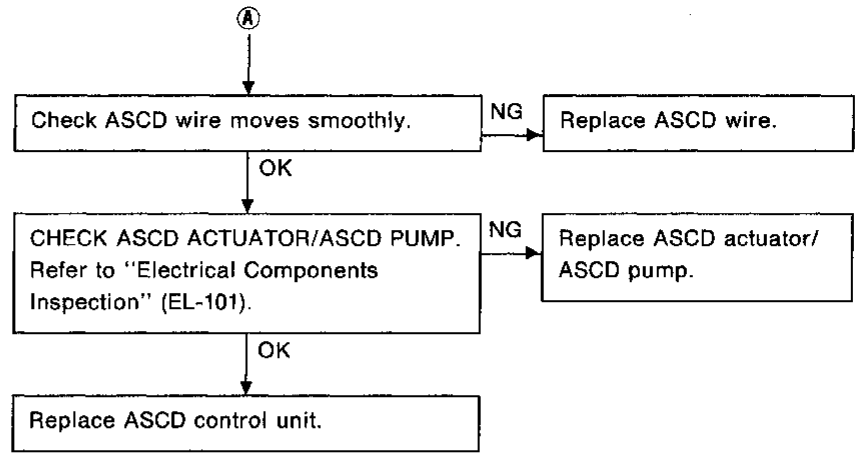 A
Check ASCD wire moves smoothly.
NG
Replace ASCD wire.
OK
CHECK ASCD ACTUATOR/ASCD PUMP.
Refer to "Electrical Components
Inspection" (EL-101).
NG
Replace ASCD actuator/
ASCD pump.
OK
Replace ASCD control unit.